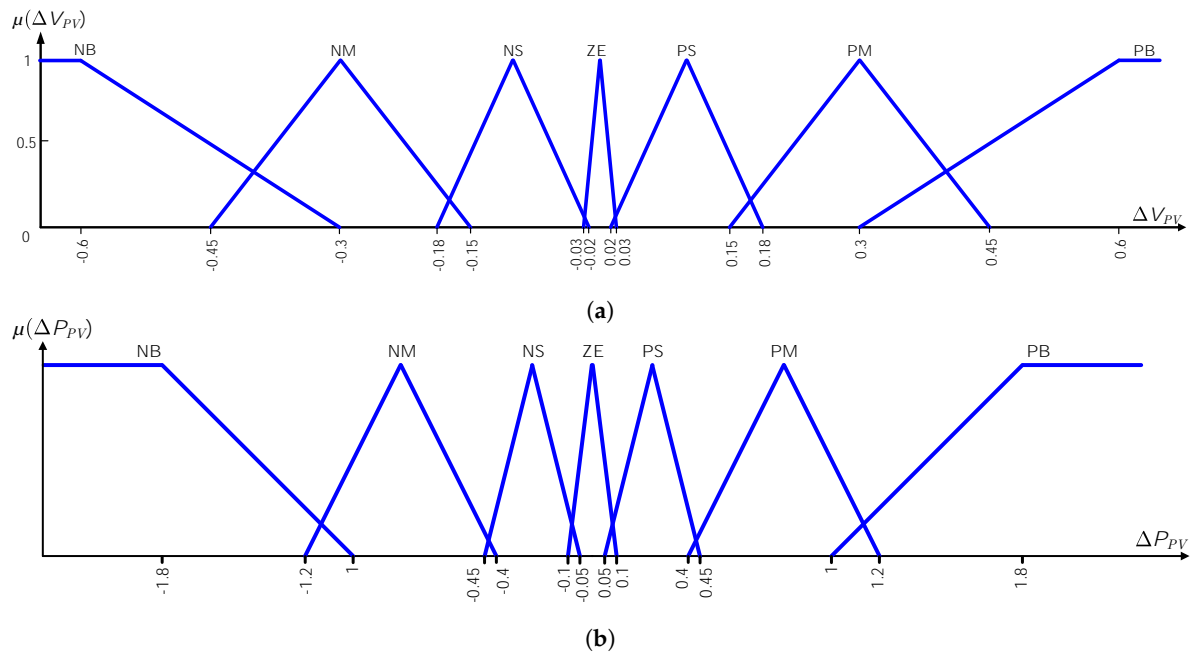 μ(ΔV_PV)
NB NM NS ZE PS PM PB
1
0.5
0
ΔV_PV
-0.6 -0.45 -0.3 -0.18 -0.15 -0.03 -0.02 0.02 0.03 0.15 0.18 0.3 0.45 0.6
(a)
μ(ΔP_PV)
NB NM NS ZE PS PM PB
ΔP_PV
-1.8 -1.2 1 -0.45 -0.4 -0.1 -0.05 0.05 0.1 0.4 0.45 1 1.2 1.8
(b)